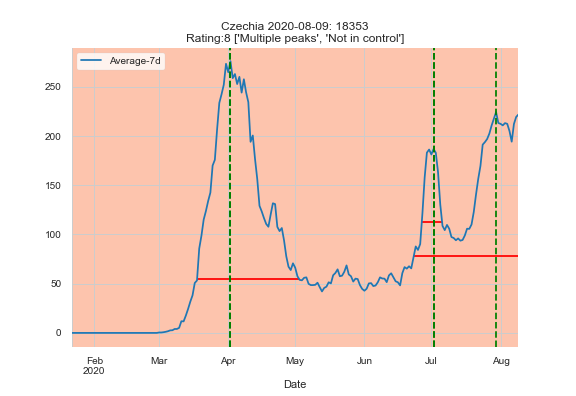 Czechia 2020-08-09: 18353
Rating:8 ['Multiple peaks', 'Not in control']
Average-7d
250
200
150
100
50
0
Feb
2020
Mar
Apr
May
Jun
Jul
Aug
Date